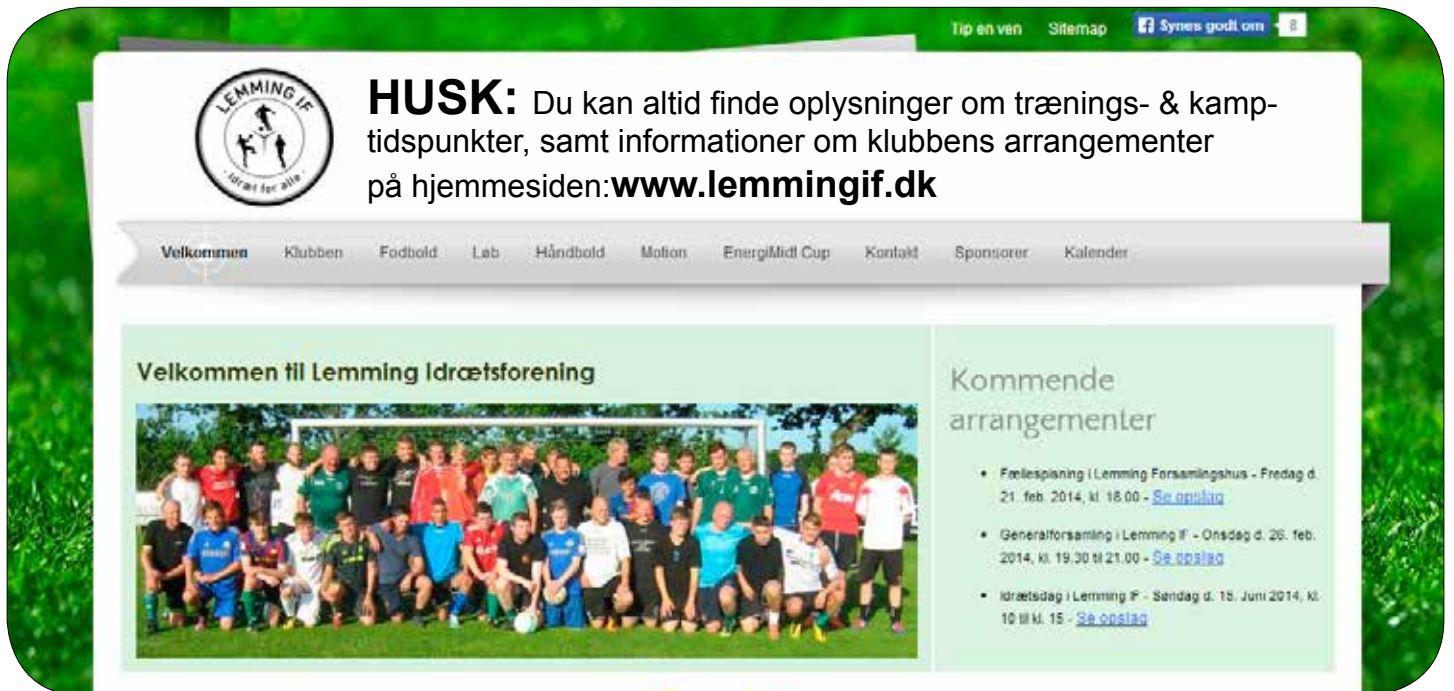 Tip en ven Sitemap Synes godt om 8
LEMMING IF
· Idræt for alle ·
HUSK: Du kan altid finde oplysninger om trænings- & kamp-
tidspunkter, samt informationer om klubbens arrangementer
på hjemmesiden:www.lemmingif.dk
Velkommen Klubben Fodbold Løb Håndbold Motion EnergiMidt Cup Kontakt Sponsorer Kalender
Velkommen til Lemming Idrætsforening
Kommende
arrangementer
• Fællespisning i Lemming Forsamlingshus - Fredag d.
21. feb. 2014, kl. 18.00 - Se opslag
• Generalforsamling i Lemming IF - Onsdag d. 26. feb.
2014, kl. 19.30 til 21.00 - Se opslag
• Idrætsdag i Lemming IF - Søndag d. 15. Juni 2014, kl.
10 til kl. 15 - Se opslag